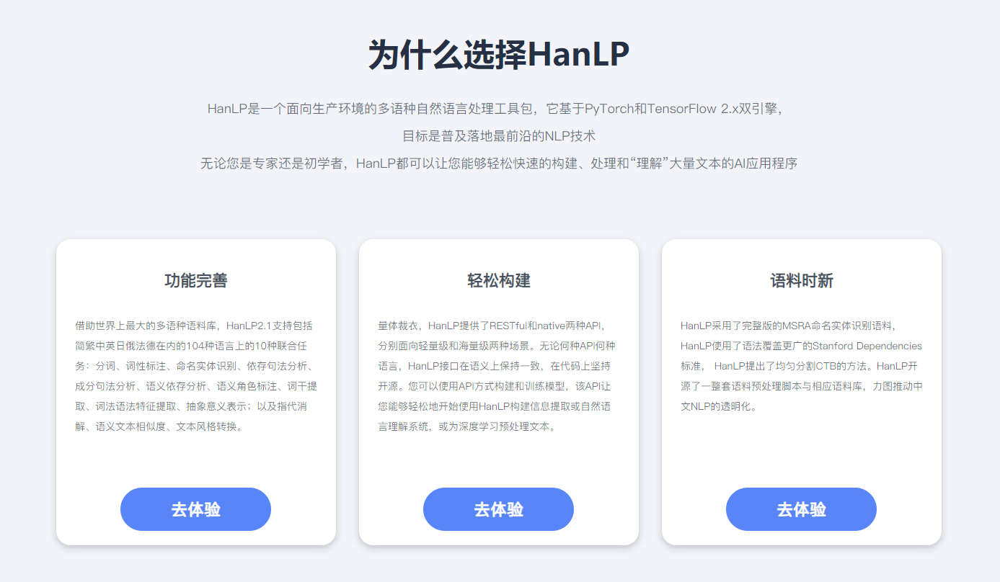 为什么选择HanLP
HanLP是一个面向生产环境的多语种自然语言处理工具包，它基于PyTorch和TensorFlow 2.x双引擎，
目标是普及落地最前沿的NLP技术
无论您是专家还是初学者，HanLP都可以让您能够轻松快速的构建、处理和“理解”大量文本的AI应用程序
功能完善
借助世界上最大的多语种语料库，HanLP2.1支持包括
简繁中英日俄法德在内的104种语言上的10种联合任
务：分词、词性标注、命名实体识别、依存句法分析、
成分句法分析、语义依存分析、语义角色标注、词干提
取、词法语法特征提取、抽象意义表示；以及指代消
解、语义文本相似度、文本风格转换。
去体验
轻松构建
量体裁衣，HanLP提供了RESTful和native两种API，
分别面向轻量级和海量级两种场景。无论何种API何种
语言，HanLP接口在语义上保持一致，在代码上坚持
开源。您可以使用API方式构建和训练模型，该API让
您能够轻松地开始使用HanLP构建信息提取或自然语
言理解系统，或为深度学习预处理文本。
去体验
语料时新
HanLP采用了完整版的MSRA命名实体识别语料，
HanLP使用了语法覆盖更广的Stanford Dependencies
标准， HanLP提出了均匀分割CTB的方法。HanLP开
源了一整套语料预处理脚本与相应语料库，力图推动中
文NLP的透明化。
去体验